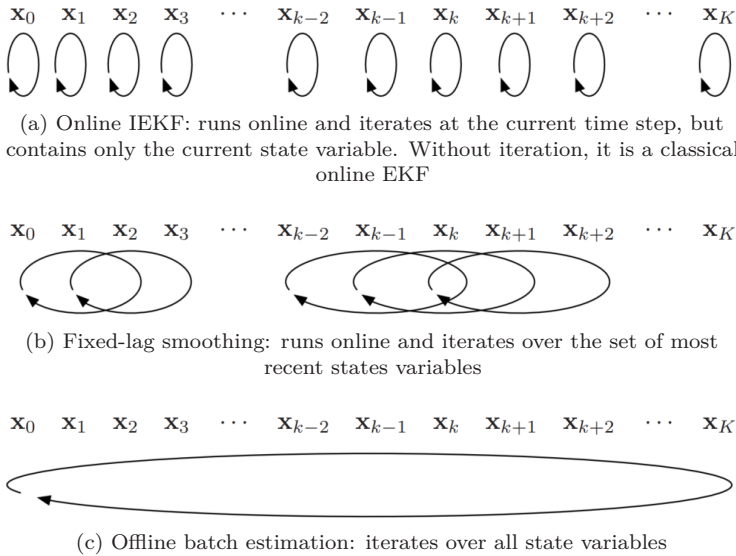 x₀ x₁ x₂ x₃ ⋯ xₖ₋₂ xₖ₋₁ xₖ xₖ₊₁ xₖ₊₂ ⋯ x_K
(a) Online IEKF: runs online and iterates at the current time step, but
contains only the current state variable. Without iteration, it is a classical
online EKF
x₀ x₁ x₂ x₃ ⋯ xₖ₋₂ xₖ₋₁ xₖ xₖ₊₁ xₖ₊₂ ⋯ x_K
(b) Fixed-lag smoothing: runs online and iterates over the set of most
recent states variables
x₀ x₁ x₂ x₃ ⋯ xₖ₋₂ xₖ₋₁ xₖ xₖ₊₁ xₖ₊₂ ⋯ x_K
(c) Offline batch estimation: iterates over all state variables